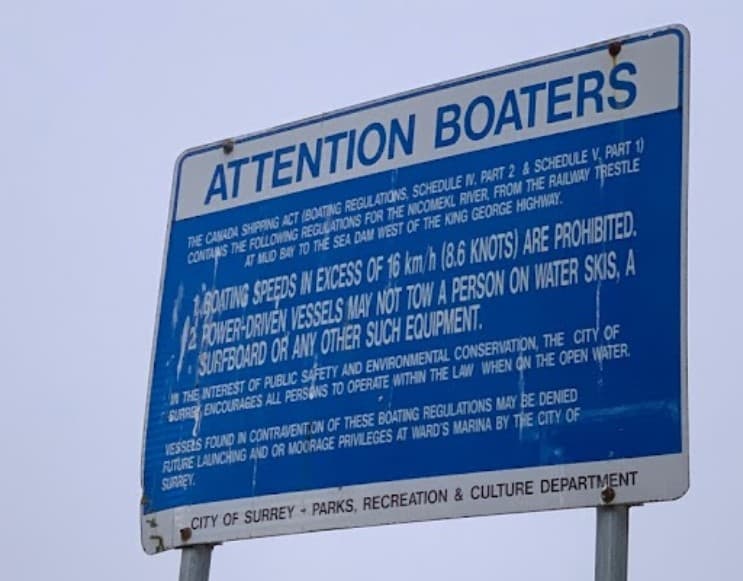 ATTENTION BOATERS
THE CANADA SHIPPING ACT (BOATING REGULATIONS, SCHEDULE IV, PART 2 & SCHEDULE V, PART 1)
CONTAINS THE FOLLOWING REGULATIONS FOR THE NICOMEKL RIVER, FROM THE RAILWAY TRESTLE
AT MUD BAY TO THE SEA DAM WEST OF THE KING GEORGE HIGHWAY.
1. BOATING SPEEDS IN EXCESS OF 16 km/h (8.6 KNOTS) ARE PROHIBITED.
2. POWER-DRIVEN VESSELS MAY NOT TOW A PERSON ON WATER SKIS, A
SURFBOARD OR ANY OTHER SUCH EQUIPMENT.
IN THE INTEREST OF PUBLIC SAFETY AND ENVIRONMENTAL CONSERVATION, THE CITY OF
SURREY ENCOURAGES ALL PERSONS TO OPERATE WITHIN THE LAW WHEN ON THE OPEN WATER.
VESSELS FOUND IN CONTRAVENTION OF THESE BOATING REGULATIONS MAY BE DENIED
FUTURE LAUNCHING AND OR MOORAGE PRIVILEGES AT WARD'S MARINA BY THE CITY OF
SURREY.
CITY OF SURREY - PARKS, RECREATION & CULTURE DEPARTMENT